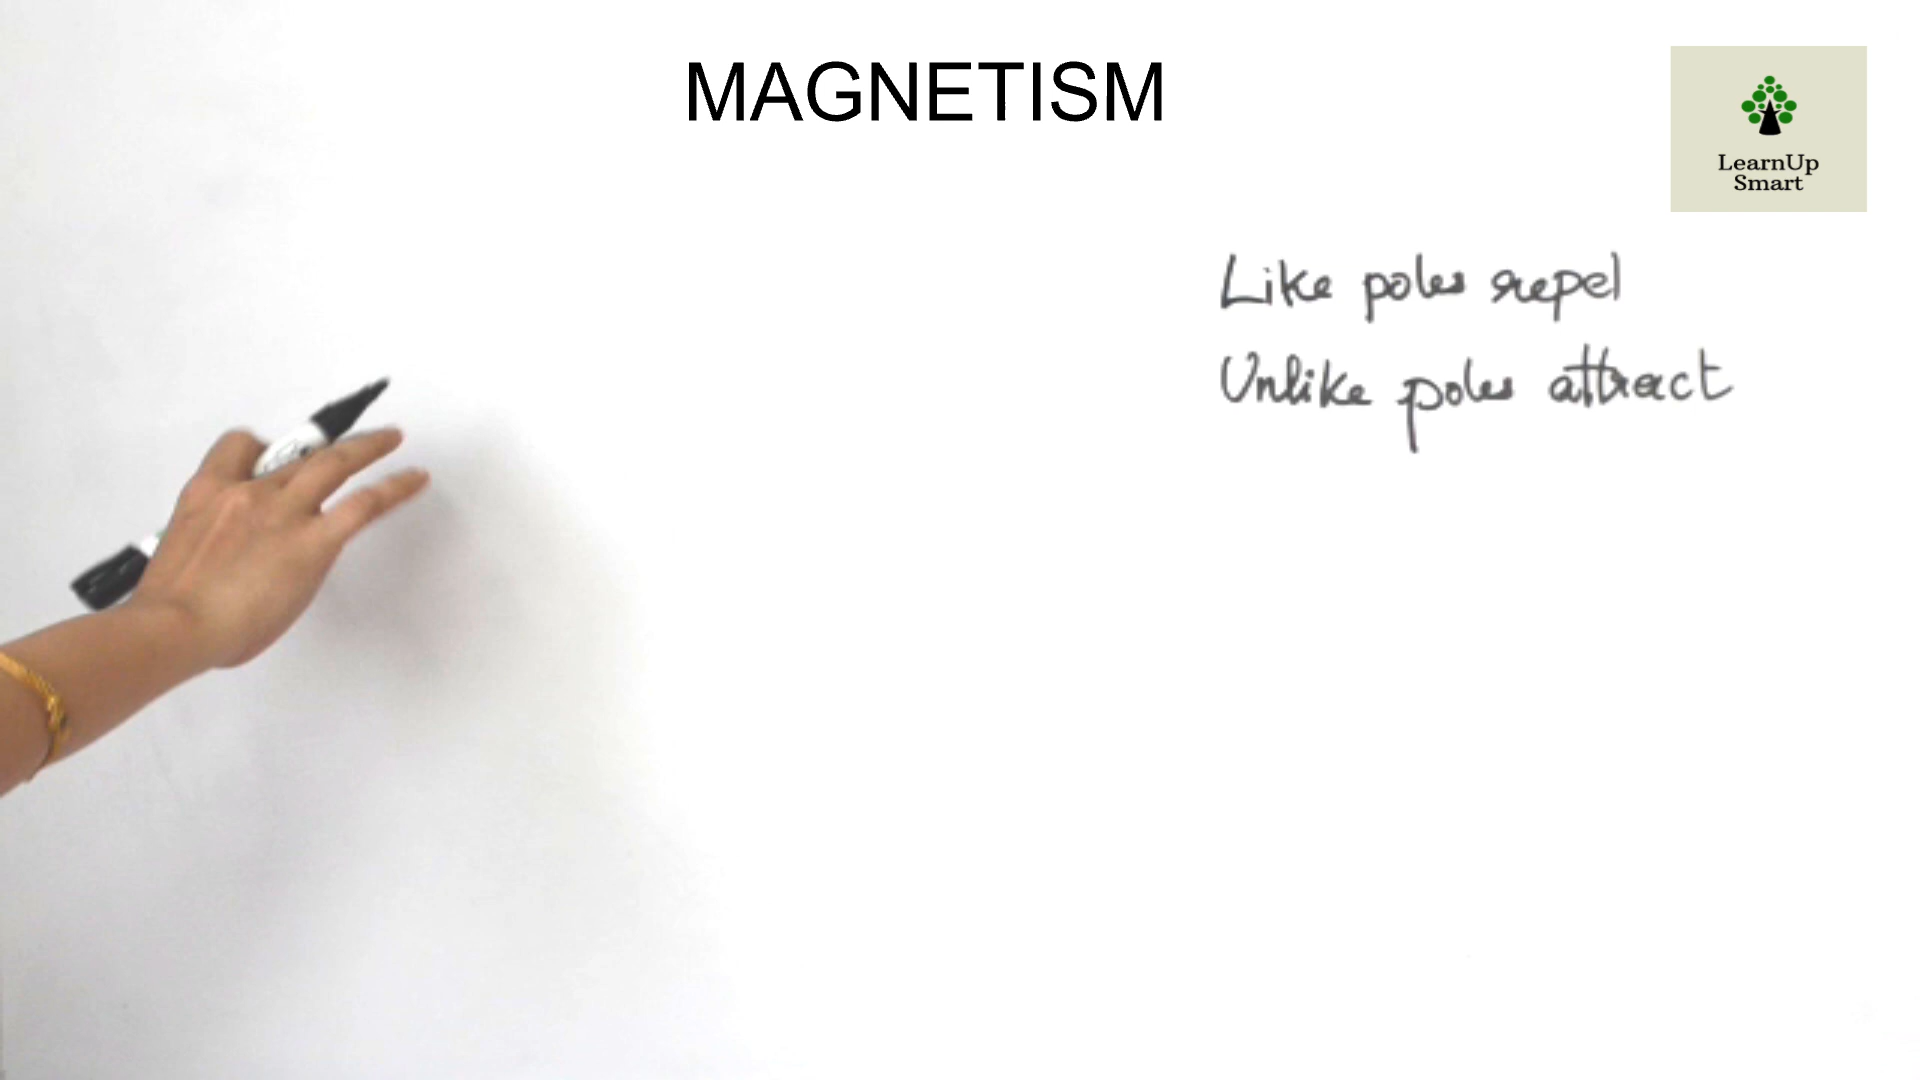 MAGNETISM
LearnUp
Smart
Like poles repel
Unlike poles attract